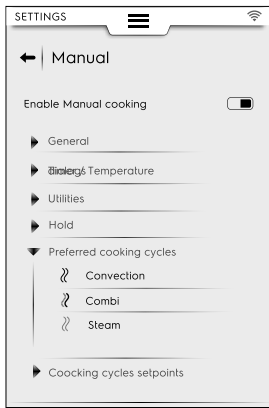 SETTINGS
Manual
Enable Manual cooking
General
Temperature
Utilities
Hold
Preferred cooking cycles
Convection
Combi
Steam
Coocking cycles setpoints